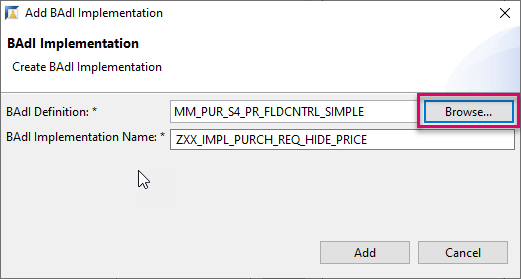 Add BAdI Implementation
BAdI Implementation
Create BAdI Implementation
BAdI Definition: * MM_PUR_S4_PR_FLDCNTRL_SIMPLE Browse...
BAdI Implementation Name: * ZXX_IMPL_PURCH_REQ_HIDE_PRICE
Add Cancel